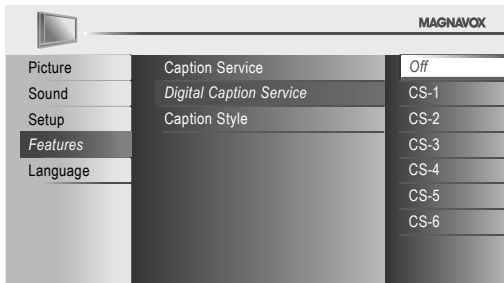 MAGNAVOX
Picture
Sound
Setup
Features
Language
Caption Service
Digital Caption Service
Caption Style
Off
CS-1
CS-2
CS-3
CS-4
CS-5
CS-6